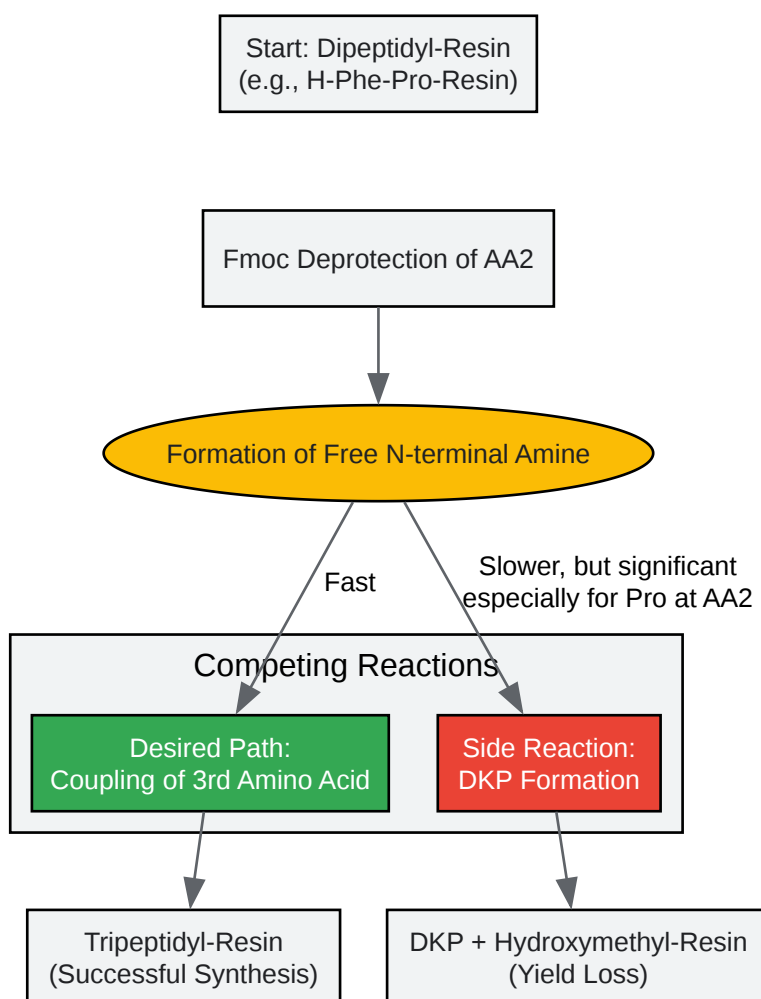 Start: Dipeptidyl-Resin
(e.g., H-Phe-Pro-Resin)
Fmoc Deprotection of AA2
Formation of Free N-terminal Amine
Fast
Slower, but significant
especially for Pro at AA2
Competing Reactions
Desired Path:
Coupling of 3rd Amino Acid
Side Reaction:
DKP Formation
Tripeptidyl-Resin
(Successful Synthesis)
DKP + Hydroxymethyl-Resin
(Yield Loss)